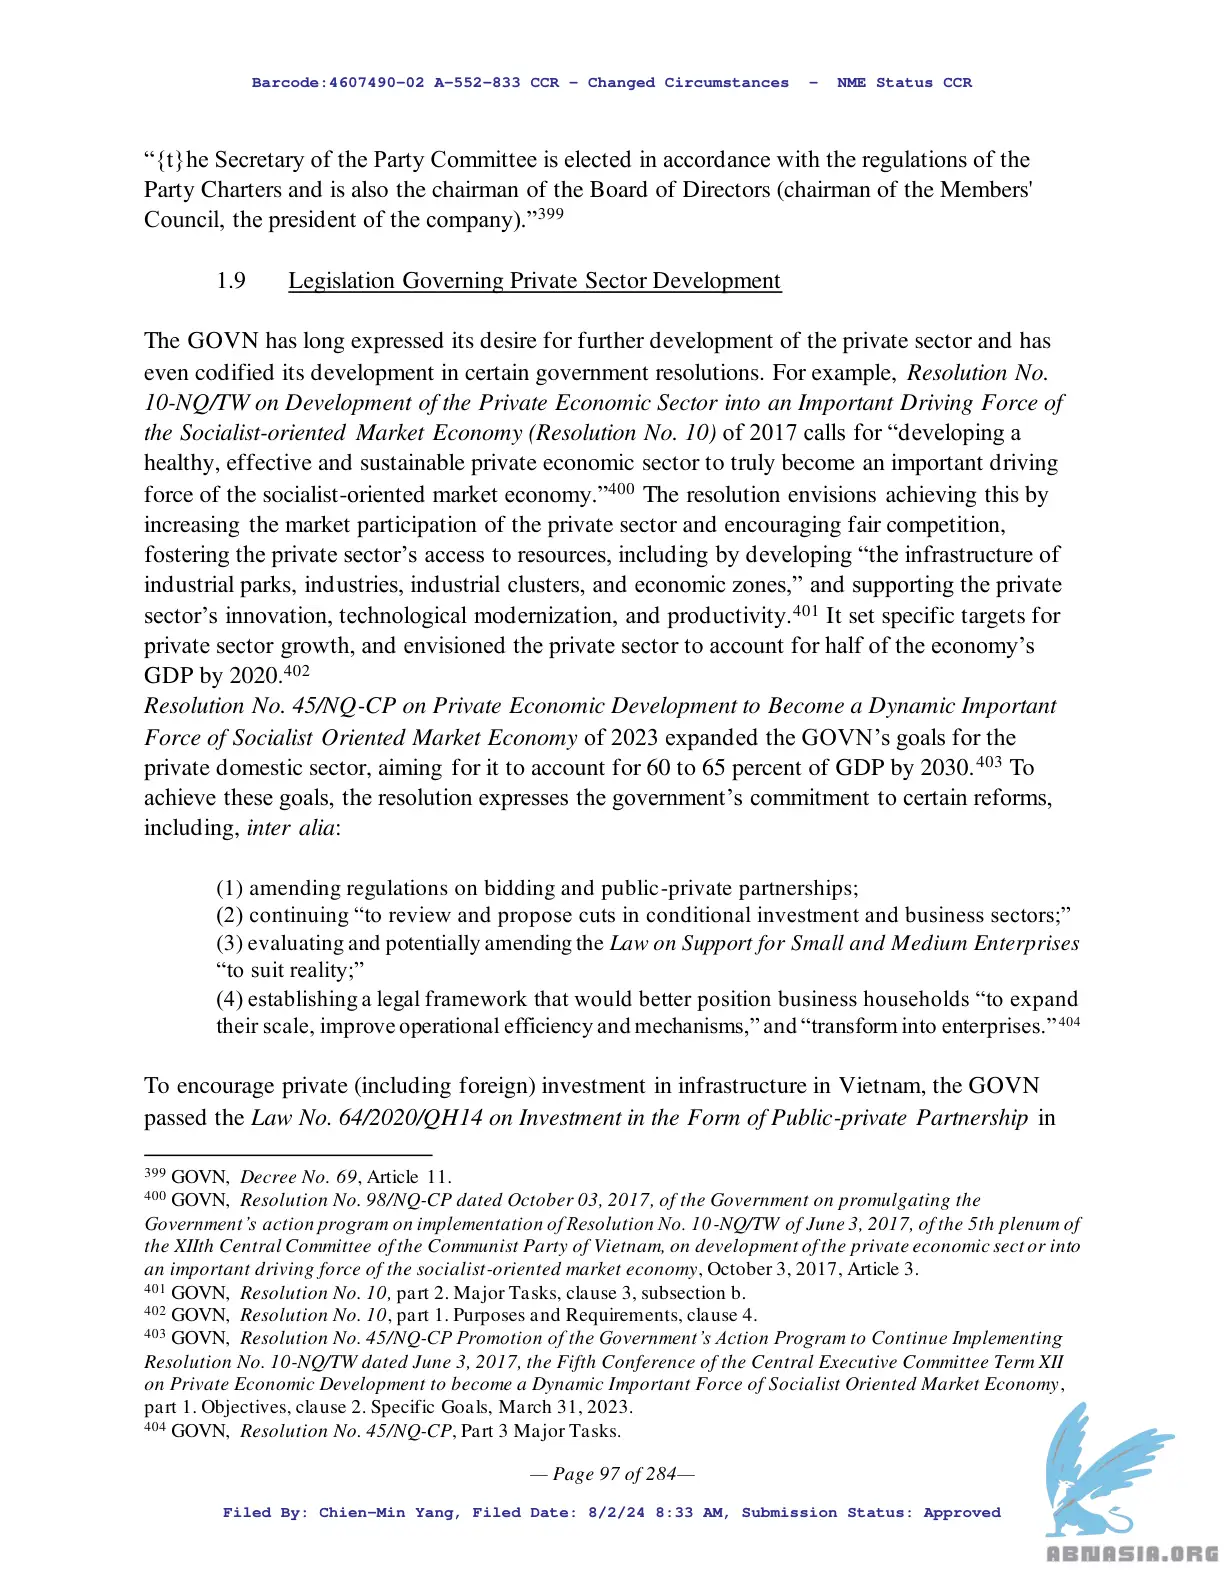 Barcode:4607490-02 A-552-833 CCR - Changed Circumstances - NME Status CCR
“{t}he Secretary of the Party Committee is elected in accordance with the regulations of the
Party Charters and is also the chairman of the Board of Directors (chairman of the Members'
Council, the president of the company).”399
1.9 Legislation Governing Private Sector Development
The GOVN has long expressed its desire for further development of the private sector and has
even codified its development in certain government resolutions. For example, Resolution No.
10-NQ/TW on Development of the Private Economic Sector into an Important Driving Force of
the Socialist-oriented Market Economy (Resolution No. 10) of 2017 calls for “developing a
healthy, effective and sustainable private economic sector to truly become an important driving
force of the socialist-oriented market economy.”400 The resolution envisions achieving this by
increasing the market participation of the private sector and encouraging fair competition,
fostering the private sector’s access to resources, including by developing “the infrastructure of
industrial parks, industries, industrial clusters, and economic zones,” and supporting the private
sector’s innovation, technological modernization, and productivity.401 It set specific targets for
private sector growth, and envisioned the private sector to account for half of the economy’s
GDP by 2020.402
Resolution No. 45/NQ-CP on Private Economic Development to Become a Dynamic Important
Force of Socialist Oriented Market Economy of 2023 expanded the GOVN’s goals for the
private domestic sector, aiming for it to account for 60 to 65 percent of GDP by 2030.403 To
achieve these goals, the resolution expresses the government’s commitment to certain reforms,
including, inter alia:
(1) amending regulations on bidding and public-private partnerships;
(2) continuing “to review and propose cuts in conditional investment and business sectors;”
(3) evaluating and potentially amending the Law on Support for Small and Medium Enterprises
“to suit reality;”
(4) establishing a legal framework that would better position business households “to expand
their scale, improve operational efficiency and mechanisms,” and “transform into enterprises.”404
To encourage private (including foreign) investment in infrastructure in Vietnam, the GOVN
passed the Law No. 64/2020/QH14 on Investment in the Form of Public-private Partnership in
399 GOVN, Decree No. 69, Article 11.
400 GOVN, Resolution No. 98/NQ-CP dated October 03, 2017, of the Government on promulgating the
Government’s action program on implementation of Resolution No. 10-NQ/TW of June 3, 2017, of the 5th plenum of
the XIIth Central Committee of the Communist Party of Vietnam, on development of the private economic sector into
an important driving force of the socialist-oriented market economy, October 3, 2017, Article 3.
401 GOVN, Resolution No. 10, part 2. Major Tasks, clause 3, subsection b.
402 GOVN, Resolution No. 10, part 1. Purposes and Requirements, clause 4.
403 GOVN, Resolution No. 45/NQ-CP Promotion of the Government’s Action Program to Continue Implementing
Resolution No. 10-NQ/TW dated June 3, 2017, the Fifth Conference of the Central Executive Committee Term XII
on Private Economic Development to become a Dynamic Important Force of Socialist Oriented Market Economy,
part 1. Objectives, clause 2. Specific Goals, March 31, 2023.
404 GOVN, Resolution No. 45/NQ-CP, Part 3 Major Tasks.
— Page 97 of 284—
Filed By: Chien-Min Yang, Filed Date: 8/2/24 8:33 AM, Submission Status: Approved
ABNASIA.ORG